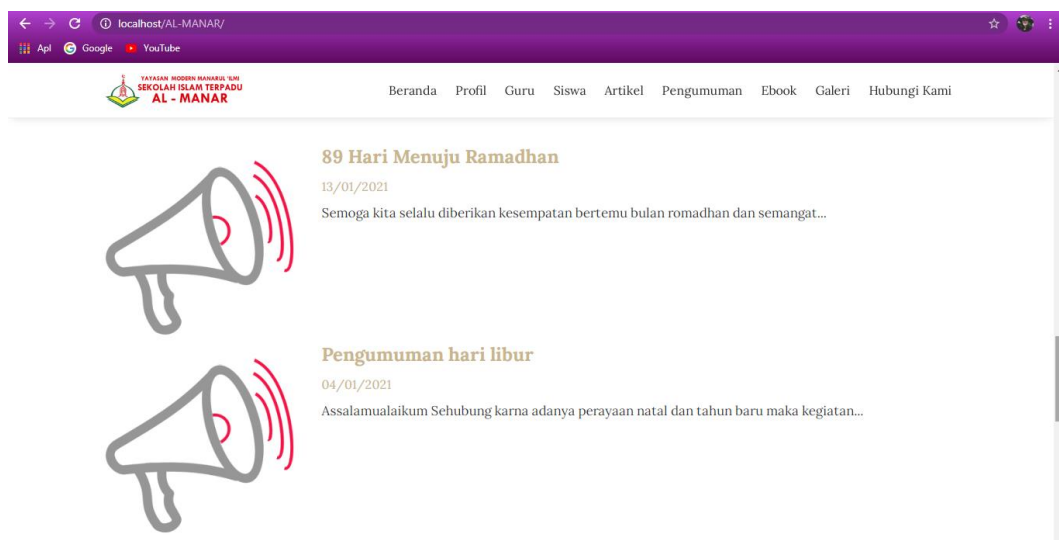 localhost/AL-MANAR/
Apl Google YouTube
YAYASAN MODERN MANARUL 'ILMI
SEKOLAH ISLAM TERPADU
AL - MANAR
Beranda Profil Guru Siswa Artikel Pengumuman Ebook Galeri Hubungi Kami
89 Hari Menuju Ramadhan
13/01/2021
Semoga kita selalu diberikan kesempatan bertemu bulan romadhan dan semangat...
Pengumuman hari libur
04/01/2021
Assalamualaikum Sehubung karna adanya perayaan natal dan tahun baru maka kegiatan...